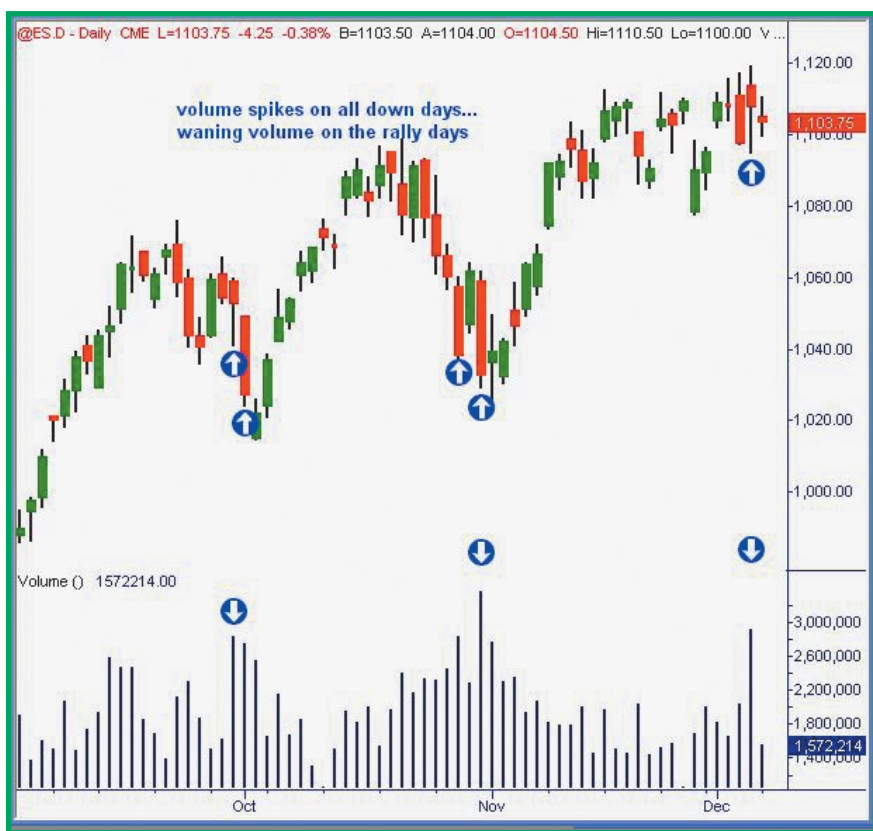 @ES.D - Daily CME L=1103.75 -4.25 -0.38% B=1103.50 A=1104.00 O=1104.50 Hi=1110.50 Lo=1100.00 V ...
1,120.00
volume spikes on all down days...
waning volume on the rally days
1,103.75
1,100.00
1,080.00
1,060.00
1,040.00
1,020.00
1,000.00
Volume () 1572214.00
3,000,000
2,600,000
2,200,000
1,800,000
1,572,214
1,400,000
Oct Nov Dec